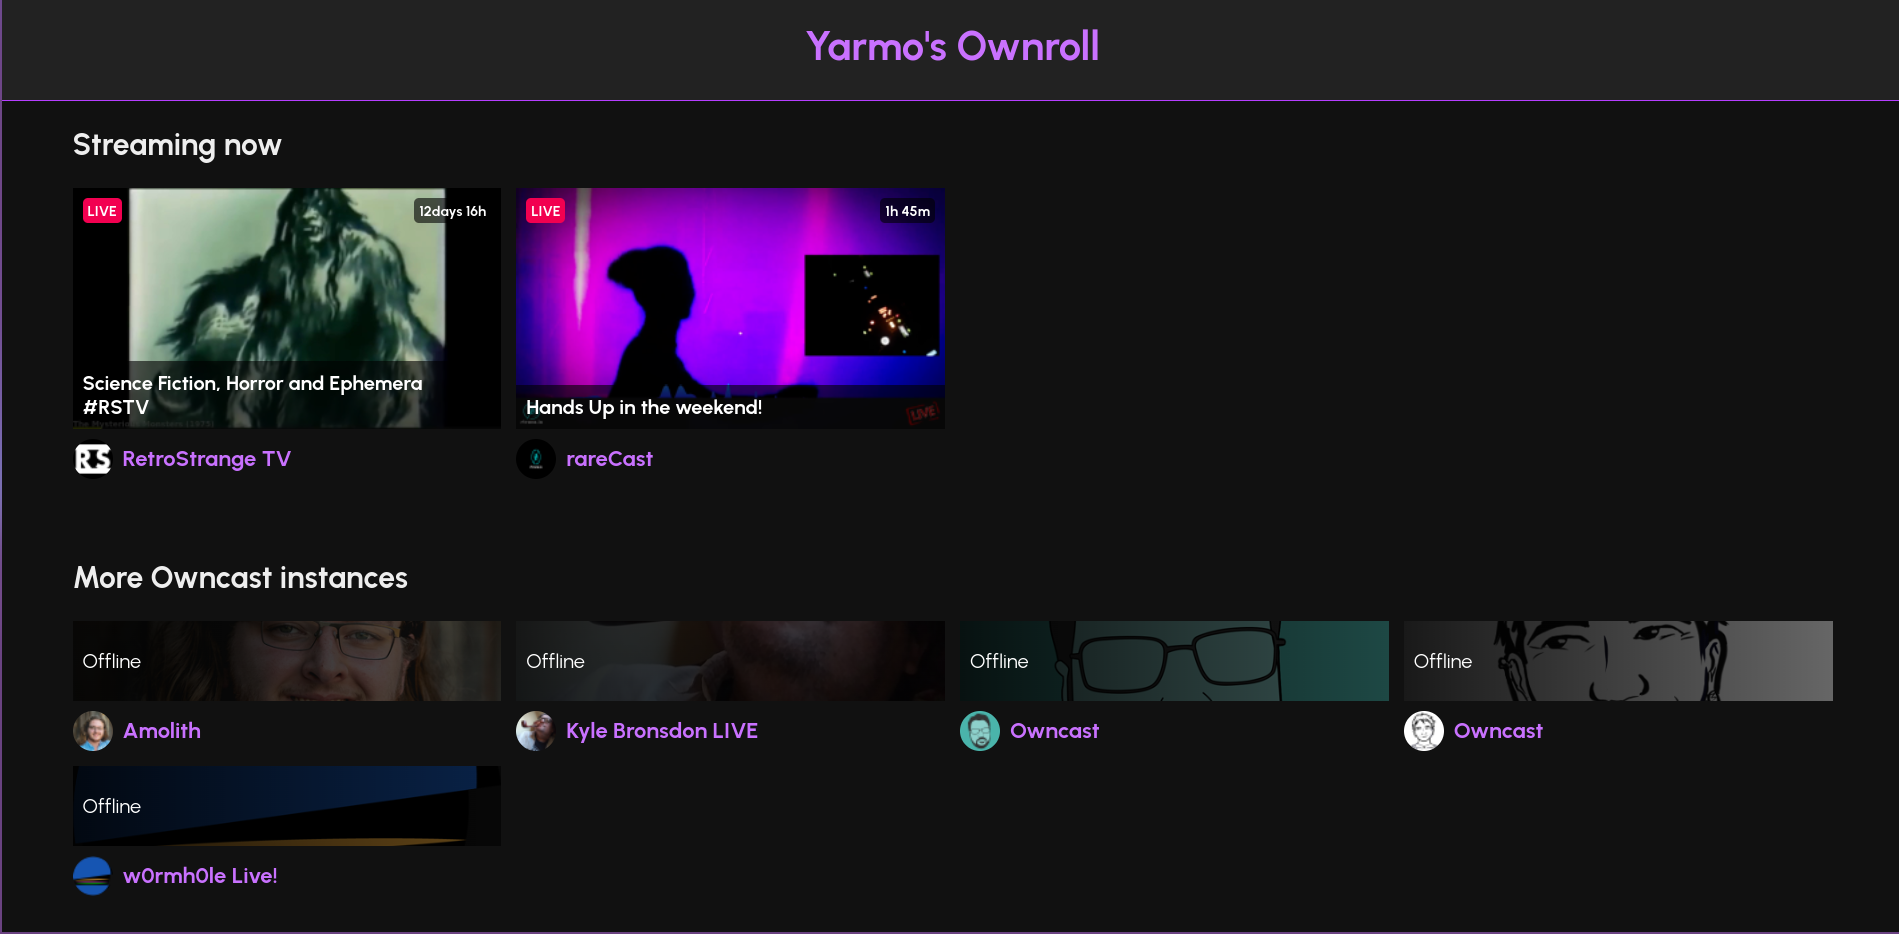 Yarmo's Ownroll
Streaming now
LIVE
12days 16h
Science Fiction, Horror and Ephemera
#RSTV
RS
RetroStrange TV
LIVE
1h 45m
Hands Up in the weekend!
LIVE
rareCast
More Owncast instances
Offline
Amolith
Offline
Kyle Bronsdon LIVE
Offline
Owncast
Offline
Owncast
Offline
w0rmh0le Live!